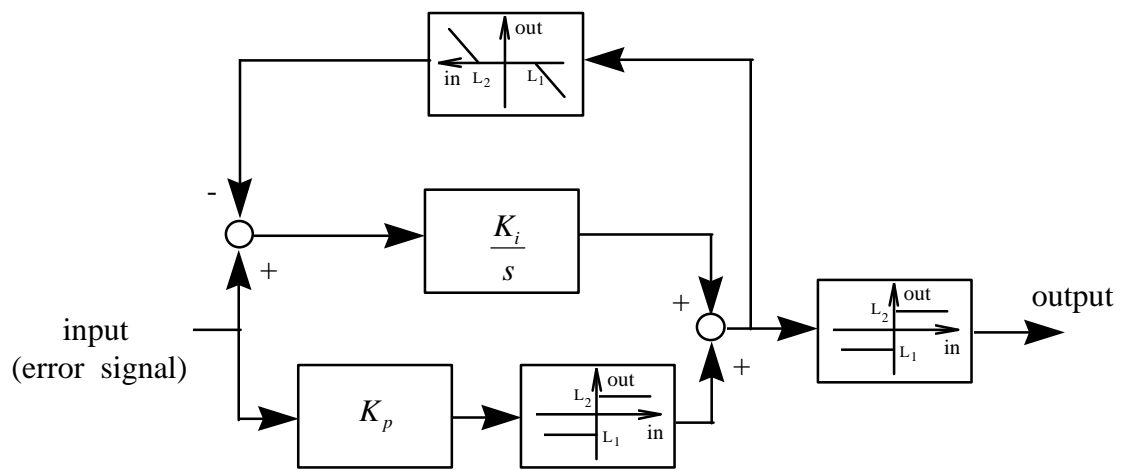 out
in
L2
L1
-
Ki
s
+
+
+
input
(error signal)
Kp
out
L2
L1
in
out
L2
L1
in
output